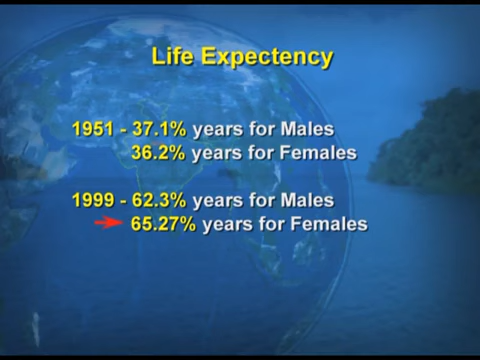 Life Expectency
1951 - 37.1% years for Males
36.2% years for Females
1999 - 62.3% years for Males
65.27% years for Females